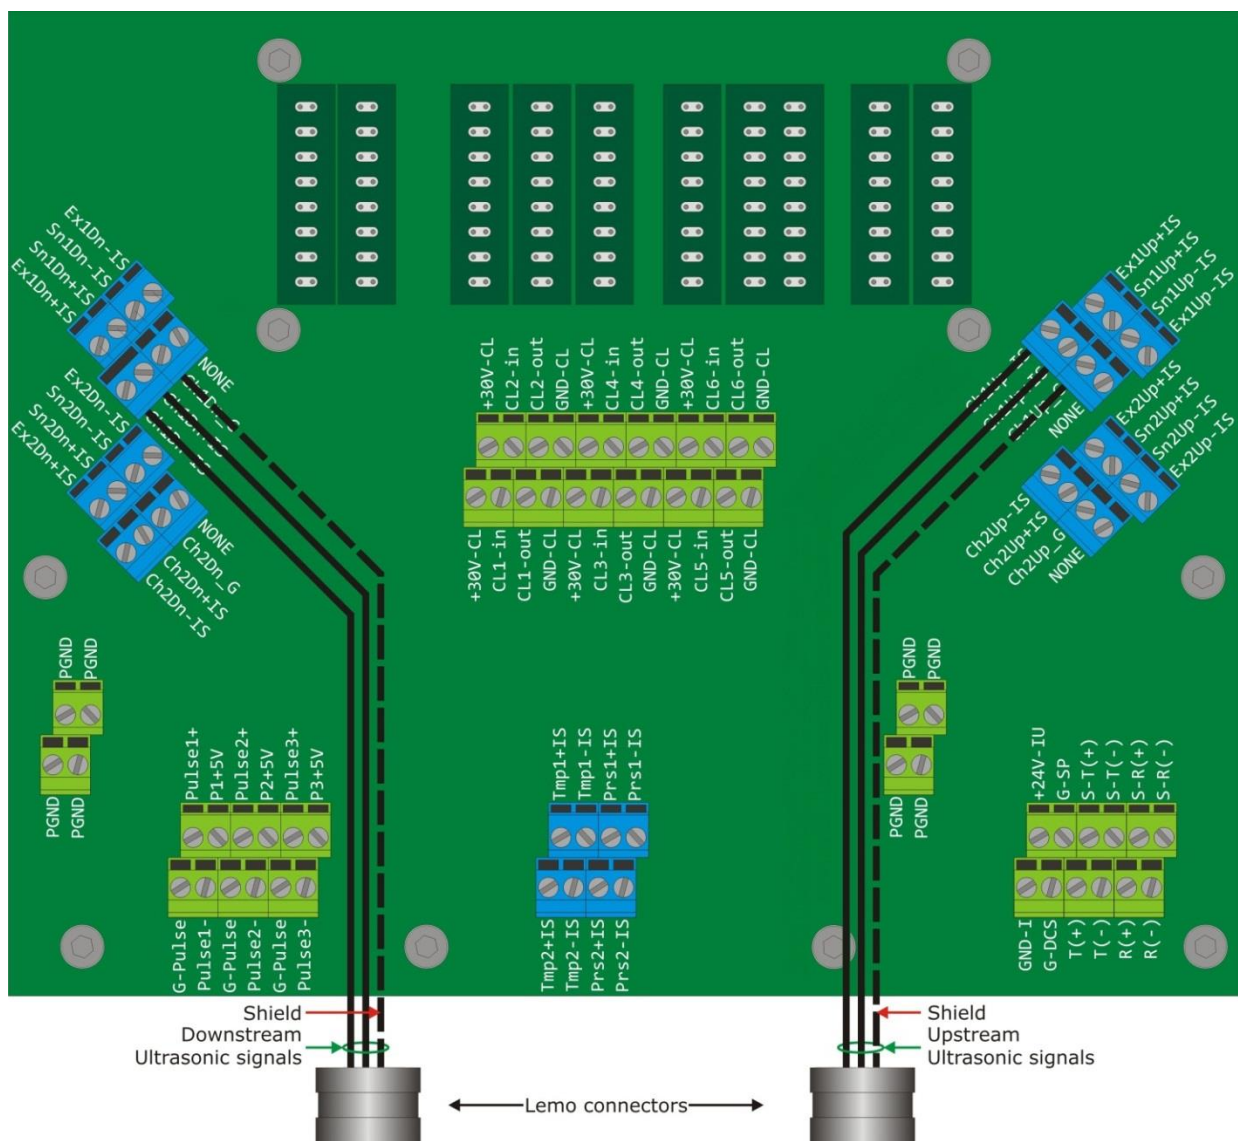 Ex1Dn-IS
Sn1Dn-IS
Sn1Dn+IS
Ex1Dn+IS
NONE
Ex2Dn-IS
Sn2Dn-IS
Sn2Dn+IS
Ex2Dn+IS
NONE
Ch2Dn_G
Ch2Dn+IS
Ch2Dn-IS
+30V-CL
CL2-in
CL2-out
GND-CL
+30V-CL
CL4-in
CL4-out
GND-CL
+30V-CL
CL6-in
CL6-out
GND-CL
+30V-CL
CL1-in
CL1-out
GND-CL
+30V-CL
CL3-in
CL3-out
GND-CL
+30V-CL
CL5-in
CL5-out
GND-CL
Ex1Up+IS
Sn1Up+IS
Sn1Up-IS
Ex1Up-IS
NONE
Ex2Up+IS
Sn2Up+IS
Sn2Up-IS
Ex2Up-IS
Ch2Up-IS
Ch2Up+IS
Ch2Up_G
NONE
PGND
PGND
PGND
PGND
Pulse1+
P1+5V
Pulse2+
P2+5V
Pulse3+
P3+5V
G-Pulse
Pulse1-
G-Pulse
Pulse2-
G-Pulse
Pulse3-
Tmp1+IS
Tmp1-IS
Prs1+IS
Prs1-IS
Tmp2+IS
Tmp2-IS
Prs2+IS
Prs2-IS
PGND
PGND
PGND
PGND
+24V-IU
G-SP
S-T(+)
S-T(-)
S-R(+)
S-R(-)
GND-I
G-DCS
T(+)
T(-)
R(+)
R(-)
Shield
Downstream
Ultrasonic signals
Shield
Upstream
Ultrasonic signals
Lemo connectors